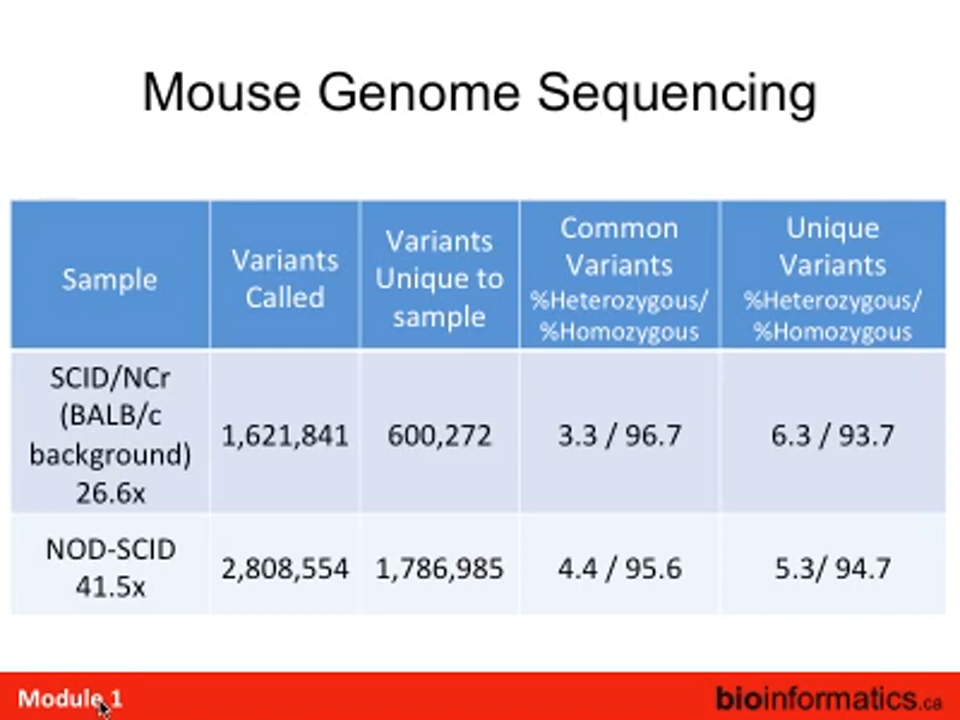 Mouse Genome Sequencing
Sample
Variants
Called
Variants
Unique to
sample
Common
Variants
%Heterozygous/
%Homozygous
Unique
Variants
%Heterozygous/
%Homozygous
SCID/NCr
(BALB/c
background)
26.6x
1,621,841
600,272
3.3 / 96.7
6.3 / 93.7
NOD-SCID
41.5x
2,808,554
1,786,985
4.4 / 95.6
5.3/ 94.7
Module 1
bioinformatics.ca